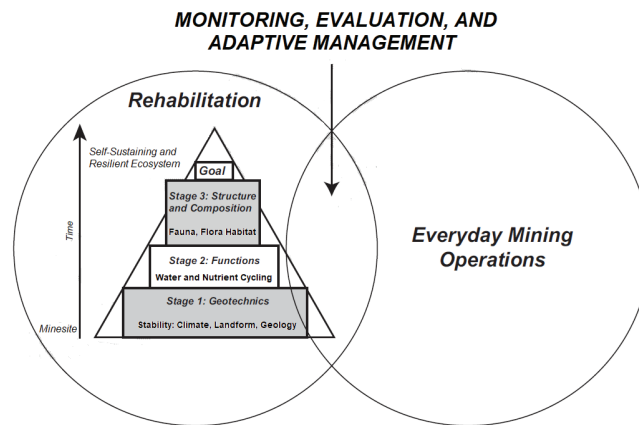 MONITORING, EVALUATION, AND
ADAPTIVE MANAGEMENT
Rehabilitation
Self-Sustaining and
Resilient Ecosystem
Goal
Stage 3: Structure
and Composition
Fauna, Flora Habitat
Time
Stage 2: Functions
Water and Nutrient Cycling
Stage 1: Geotechnics
Stability: Climate, Landform, Geology
Minesite
Everyday Mining
Operations